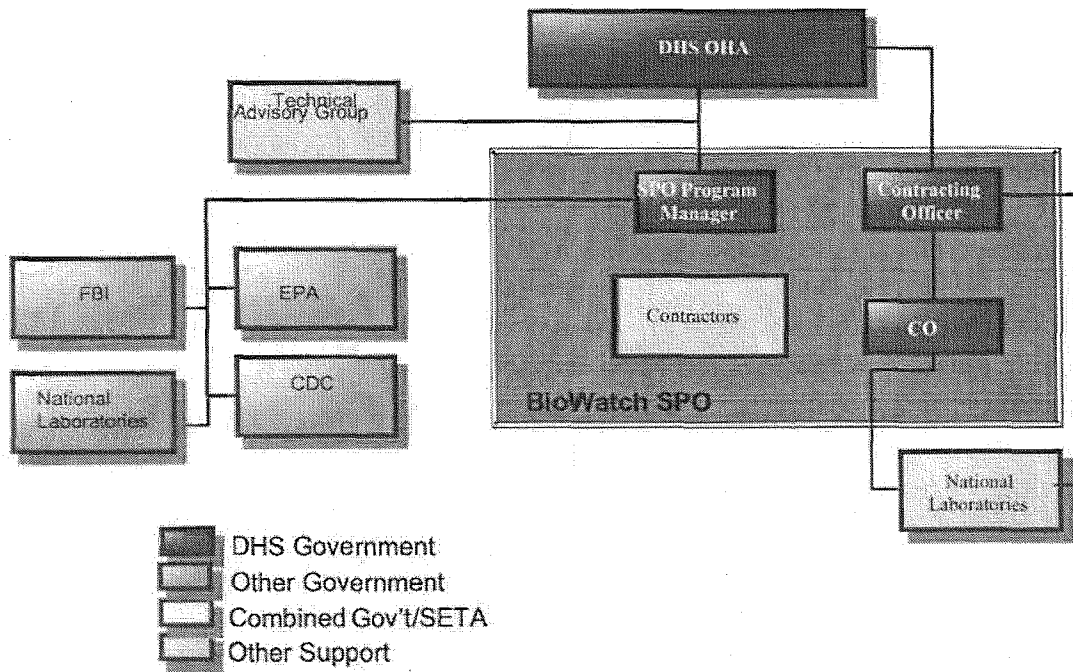 DHS OHA
Technical
Advisory Group
SPO Program
Manager
Contracting
Officer
FBI
EPA
Contractors
CO
National
Laboratories
CDC
BioWatch SPO
National
Laboratories
DHS Government
Other Government
Combined Gov't/SETA
Other Support